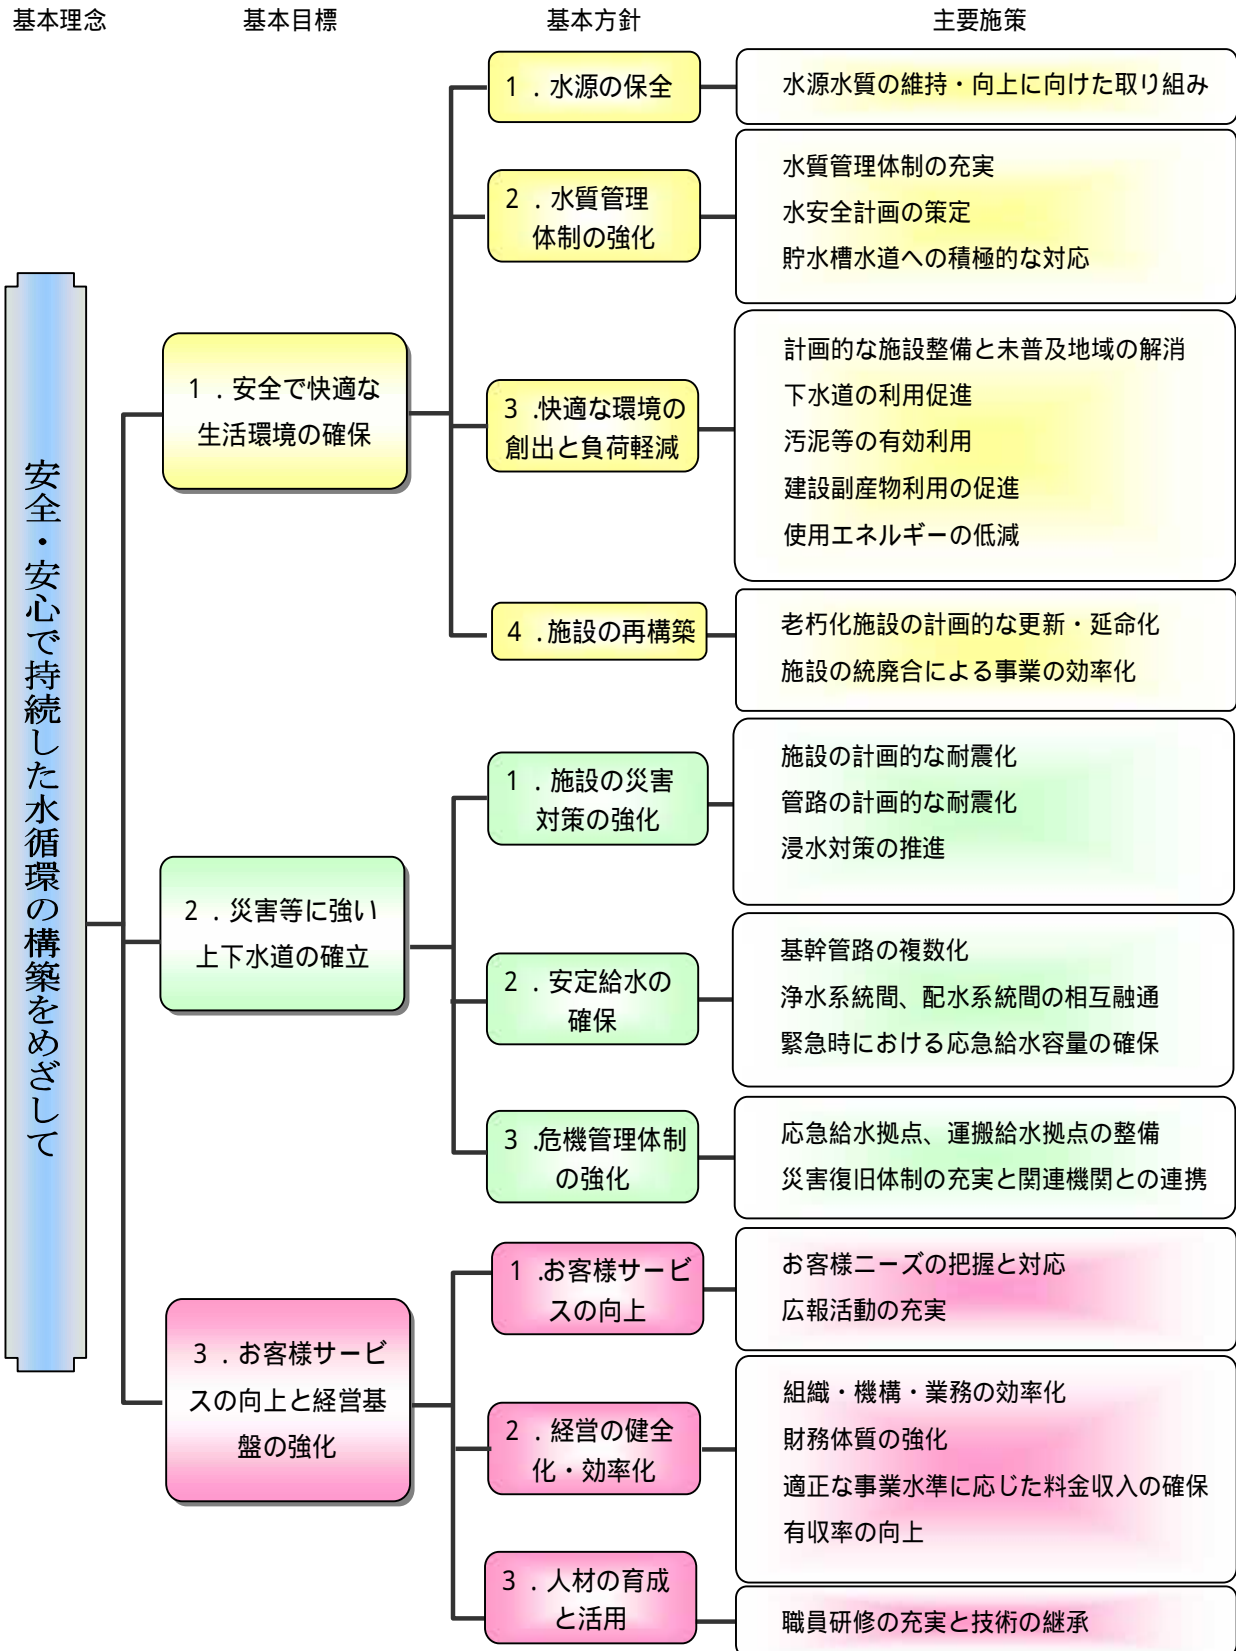 基本理念
基本目標
基本方針
主要施策
安全・安心で持続した水循環の構築をめざして
1．安全で快適な
生活環境の確保
1．水源の保全
水源水質の維持・向上に向けた取り組み
2．水質管理
体制の強化
水質管理体制の充実
水安全計画の策定
貯水槽水道への積極的な対応
3.快適な環境の
創出と負荷軽減
計画的な施設整備と未普及地域の解消
下水道の利用促進
汚泥等の有効利用
建設副産物利用の促進
使用エネルギーの低減
4．施設の再構築
老朽化施設の計画的な更新・延命化
施設の統廃合による事業の効率化
2．災害等に強い
上下水道の確立
1．施設の災害
対策の強化
施設の計画的な耐震化
管路の計画的な耐震化
浸水対策の推進
2．安定給水の
確保
基幹管路の複数化
浄水系統間、配水系統間の相互融通
緊急時における応急給水容量の確保
3.危機管理体制
の強化
応急給水拠点、運搬給水拠点の整備
災害復旧体制の充実と関連機関との連携
3．お客様サービ
スの向上と経営基
盤の強化
1.お客様サービ
スの向上
お客様ニーズの把握と対応
広報活動の充実
2．経営の健全
化・効率化
組織・機構・業務の効率化
財務体質の強化
適正な事業水準に応じた料金収入の確保
有収率の向上
3．人材の育成
と活用
職員研修の充実と技術の継承